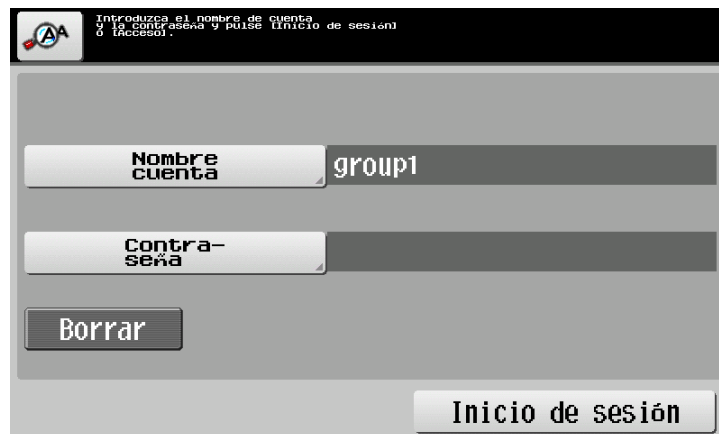 AA
Introduzca el nombre de cuenta
y la contraseña y pulse [Inicio de sesión]
o [Acceso].
Nombre
cuenta
group1
Contra-
seña
Borrar
Inicio de sesión